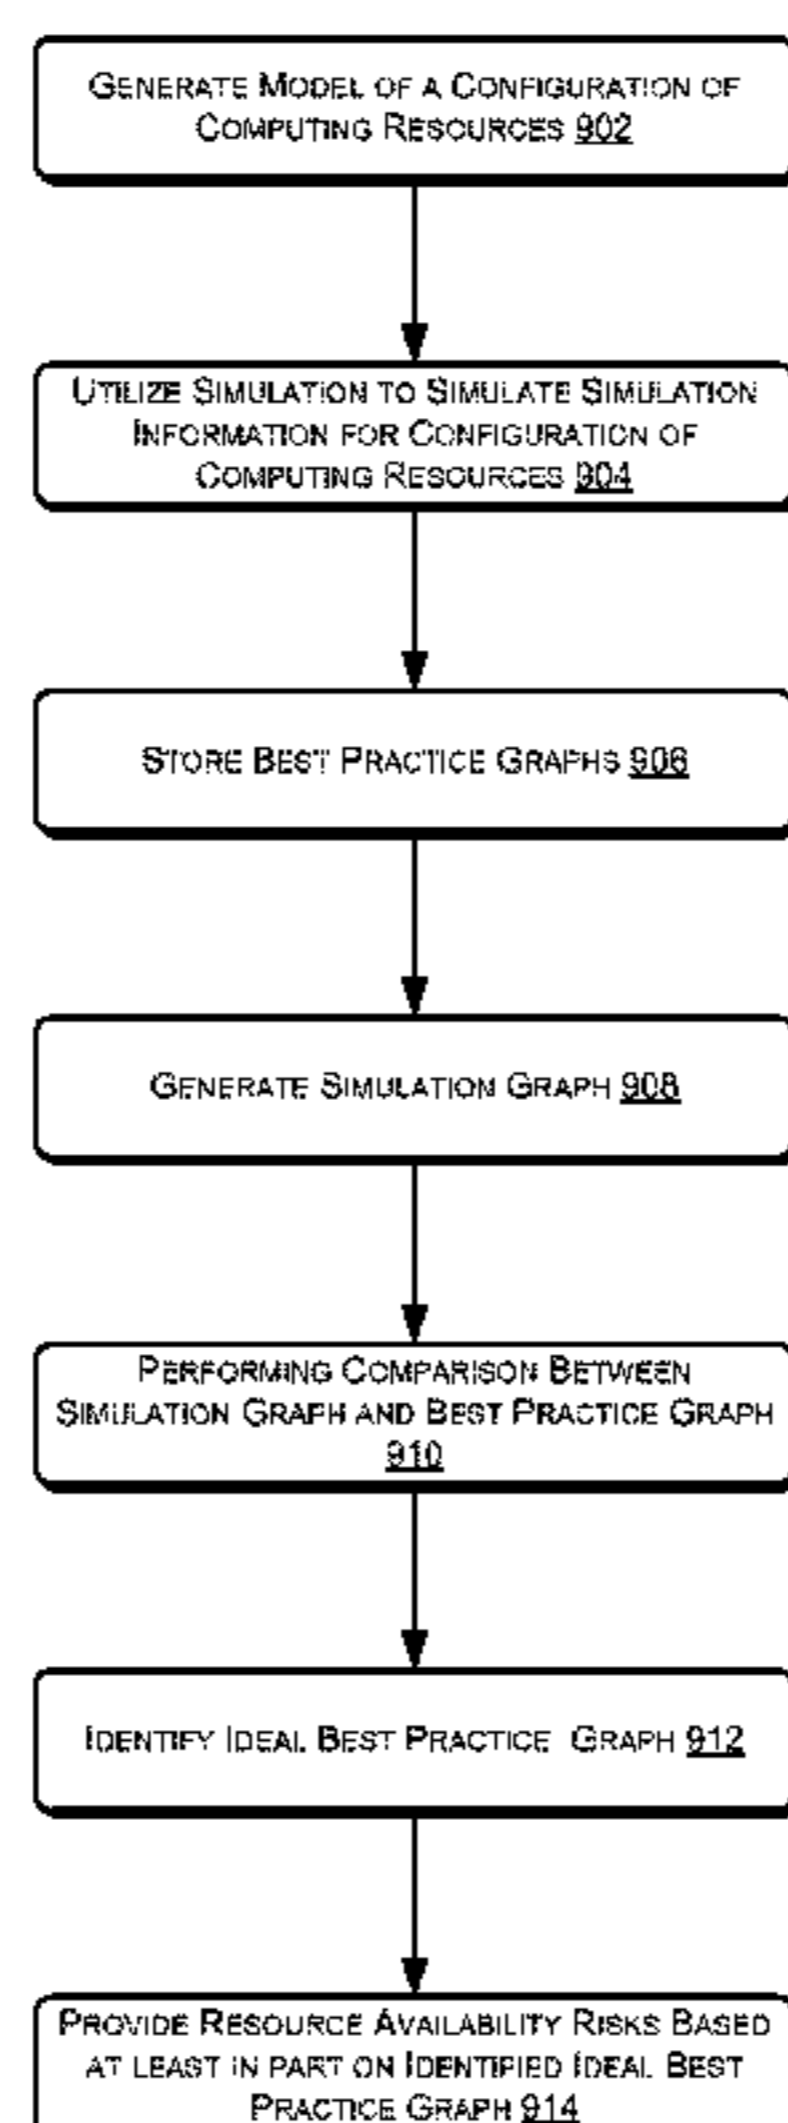 GENERATE MODEL OF A CONFIGURATION OF
COMPUTING RESOURCES 902
UTILIZE SIMULATION TO SIMULATE SIMULATION
INFORMATION FOR CONFIGURATION OF
COMPUTING RESOURCES 904
STORE BEST PRACTICE GRAPHS 906
GENERATE SIMULATION GRAPH 908
PERFORMING COMPARISON BETWEEN
SIMULATION GRAPH AND BEST PRACTICE GRAPH
910
IDENTIFY IDEAL BEST PRACTICE GRAPH 912
PROVIDE RESOURCE AVAILABILITY RISKS BASED
AT LEAST IN PART ON IDENTIFIED IDEAL BEST
PRACTICE GRAPH 914